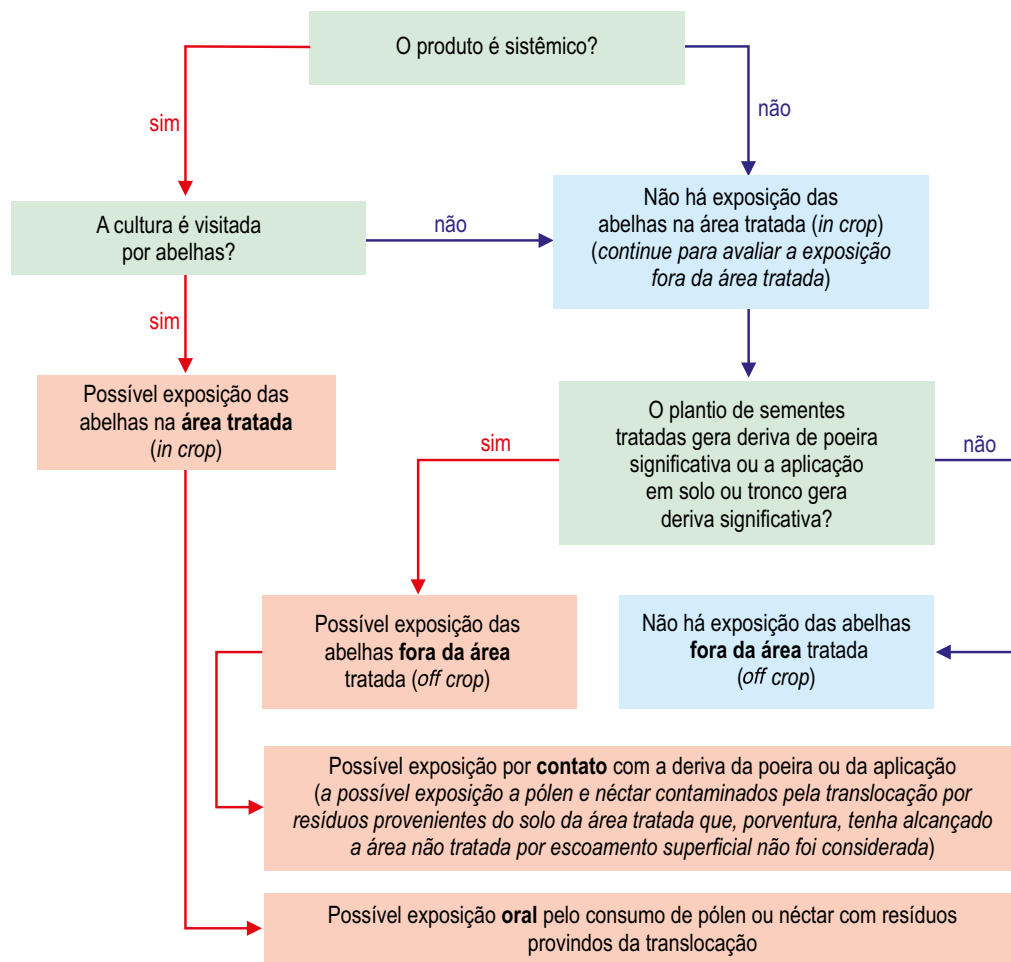 O produto é sistêmico?
sim
não
A cultura é visitada
por abelhas?
não
Não há exposição das
abelhas na área tratada (in crop)
(continue para avaliar a exposição
fora da área tratada)
sim
Possível exposição das
abelhas na área tratada
(in crop)
O plantio de sementes
tratadas gera deriva de poeira
significativa ou a aplicação
em solo ou tronco gera
deriva significativa?
sim
não
Possível exposição das
abelhas fora da área
tratada (off crop)
Não há exposição das abelhas
fora da área tratada
(off crop)
Possível exposição por contato com a deriva da poeira ou da aplicação
(a possível exposição a pólen e néctar contaminados pela translocação por
resíduos provenientes do solo da área tratada que, porventura, tenha alcançado
a área não tratada por escoamento superficial não foi considerada)
Possível exposição oral pelo consumo de pólen ou néctar com resíduos
provindos da translocação